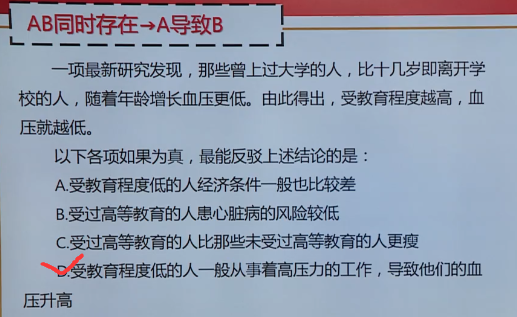 AB同时存在→A导致B
一项最新研究发现，那些曾上过大学的人，比十几岁即离开学
校的人，随着年龄增长血压更低。由此得出，受教育程度越高，血
压就越低。
以下各项如果为真，最能反驳上述结论的是：
A.受教育程度低的人经济条件一般也比较差
B.受过高等教育的人患心脏病的风险较低
C.受过高等教育的人比那些未受过高等教育的人更瘦
D.受教育程度低的人一般从事着高压力的工作，导致他们的血
压升高